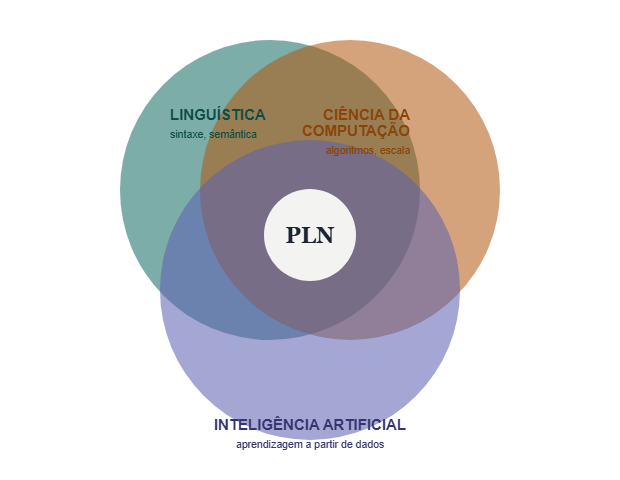 LINGUÍSTICA
sintaxe, semântica
CIÊNCIA DA
COMPUTAÇÃO
algoritmos, escala
PLN
INTELIGÊNCIA ARTIFICIAL
aprendizagem a partir de dados